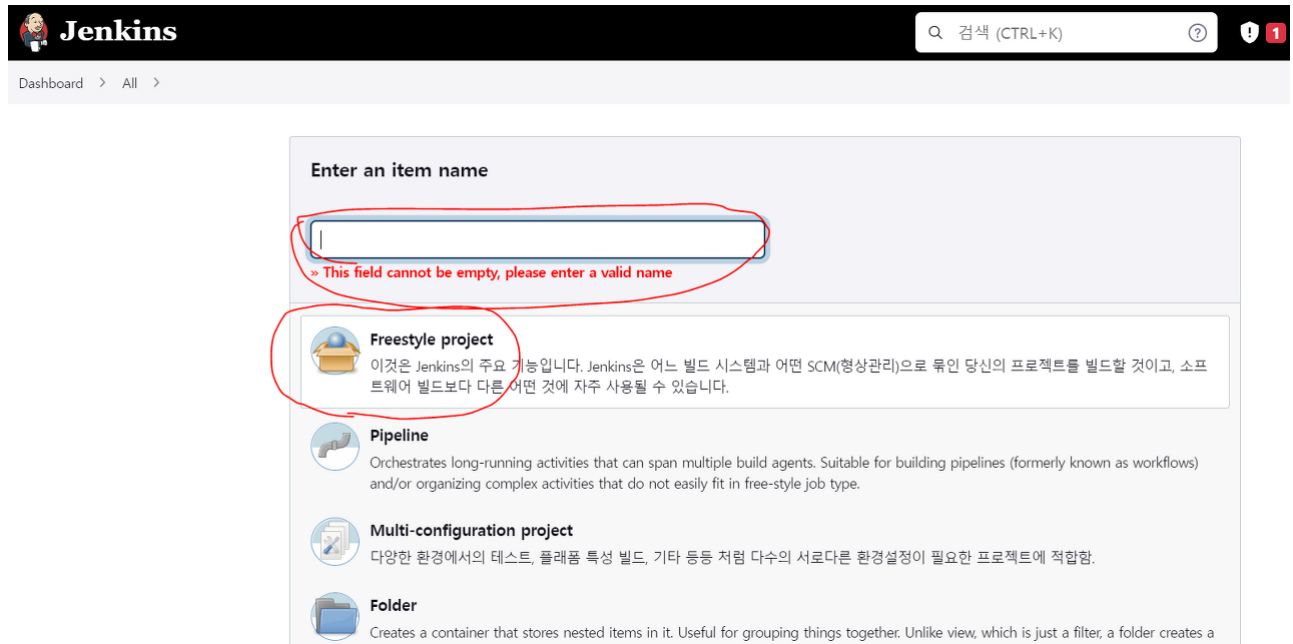 Jenkins
검색 (CTRL+K)
1
Dashboard > All >
Enter an item name
» This field cannot be empty, please enter a valid name
Freestyle project
이것은 Jenkins의 주요 기능입니다. Jenkins은 어느 빌드 시스템과 어떤 SCM(형상관리)으로 묶인 당신의 프로젝트를 빌드할 것이고, 소프
트웨어 빌드보다 다른 어떤 것에 자주 사용될 수 있습니다.
Pipeline
Orchestrates long-running activities that can span multiple build agents. Suitable for building pipelines (formerly known as workflows)
and/or organizing complex activities that do not easily fit in free-style job type.
Multi-configuration project
다양한 환경에서의 테스트, 플래폼 특성 빌드, 기타 등등 처럼 다수의 서로다른 환경설정이 필요한 프로젝트에 적합함.
Folder
Creates a container that stores nested items in it. Useful for grouping things together. Unlike view, which is just a filter, a folder creates a